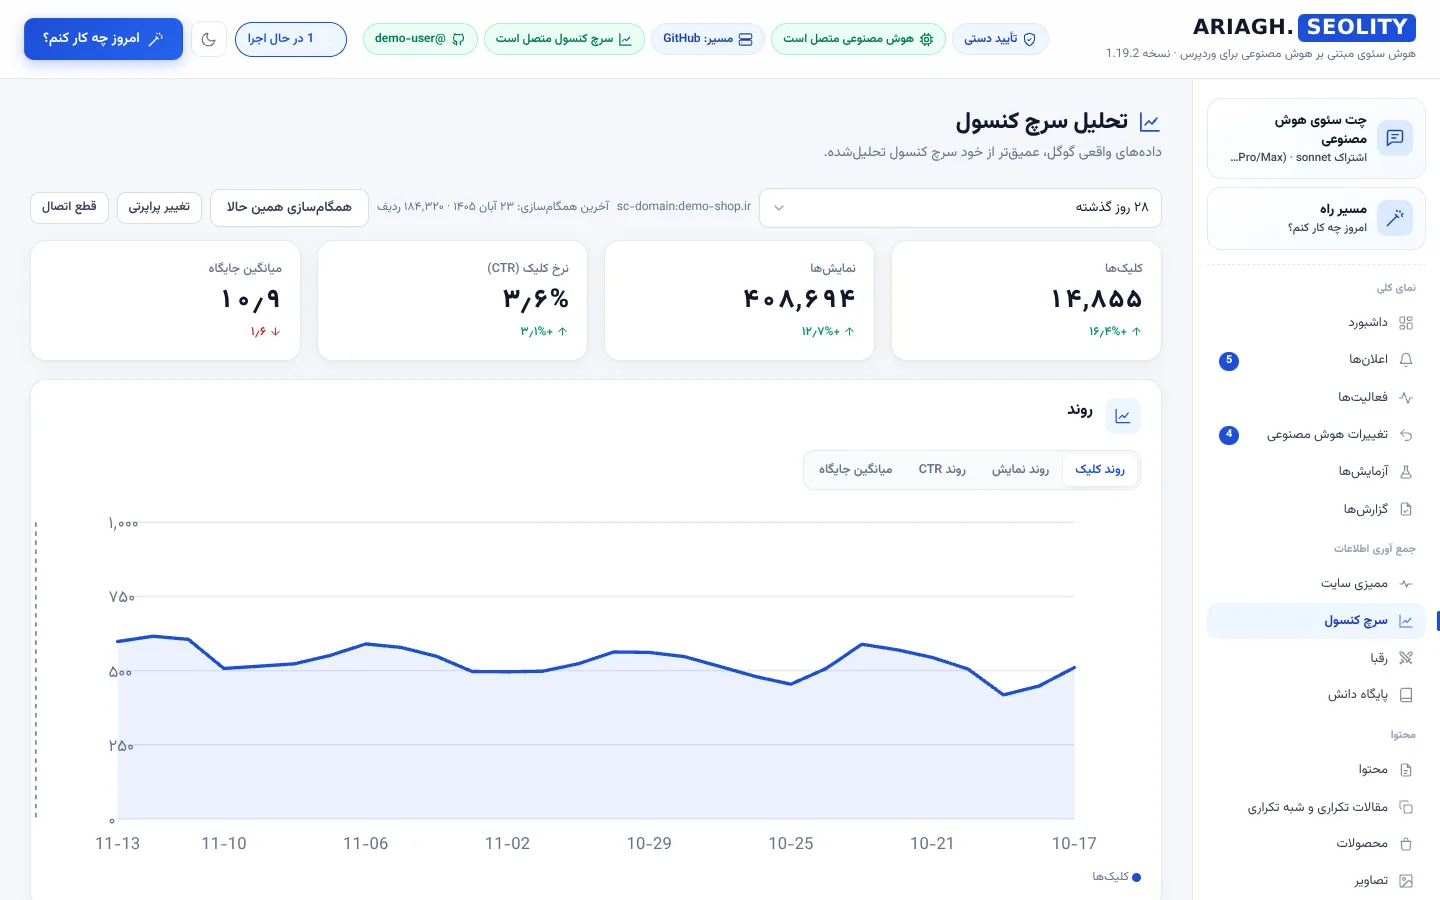 ARIAGH. SEOLITY
هوش سئوی مبتنی بر هوش مصنوعی برای وردپرس · نسخه 1.19.2
تأیید دستی
هوش مصنوعی متصل است
مسیر: GitHub
سرچ کنسول متصل است
@demo-user
1 در حال اجرا
امروز چه کار کنم؟
چت سئوی هوش مصنوعی
اشتراک Pro/Max) · sonnet...
مسیر راه
امروز چه کار کنم؟
نمای کلی
داشبورد
اعلان‌ها 5
فعالیت‌ها
تغییرات هوش مصنوعی 4
آزمایش‌ها
گزارش‌ها
جمع آوری اطلاعات
ممیزی سایت
سرچ کنسول
رقبا
پایگاه دانش
محتوا
محتوا
مقالات تکراری و شبه تکراری
محصولات
تصاویر
تحلیل سرچ کنسول
داده‌های واقعی گوگل، عمیق‌تر از خود سرچ کنسول تحلیل‌شده.
۲۸ روز گذشته
sc-domain:demo-shop.ir
آخرین همگام‌سازی: ۲۳ آبان ۱۴۰۵ · ۱۸۴,۳۲۰ ردیف
همگام‌سازی همین حالا
تغییر پراپرتی
قطع اتصال
کلیک‌ها
۱۴,۸۵۵
↑ +۱۶٫۴%
نمایش‌ها
۴۰۸,۶۹۴
↑ +۱۲٫۷%
نرخ کلیک (CTR)
۳٫۶%
↑ +۳٫۱%
میانگین جایگاه
۱۰٫۹
↓ ۱٫۶
روند
روند کلیک
روند نمایش
روند CTR
میانگین جایگاه
۱,۰۰۰
۷۵۰
۵۰۰
۲۵۰
۰
11-13 11-10 11-06 11-02 10-29 10-25 10-21 10-17
کلیک‌ها